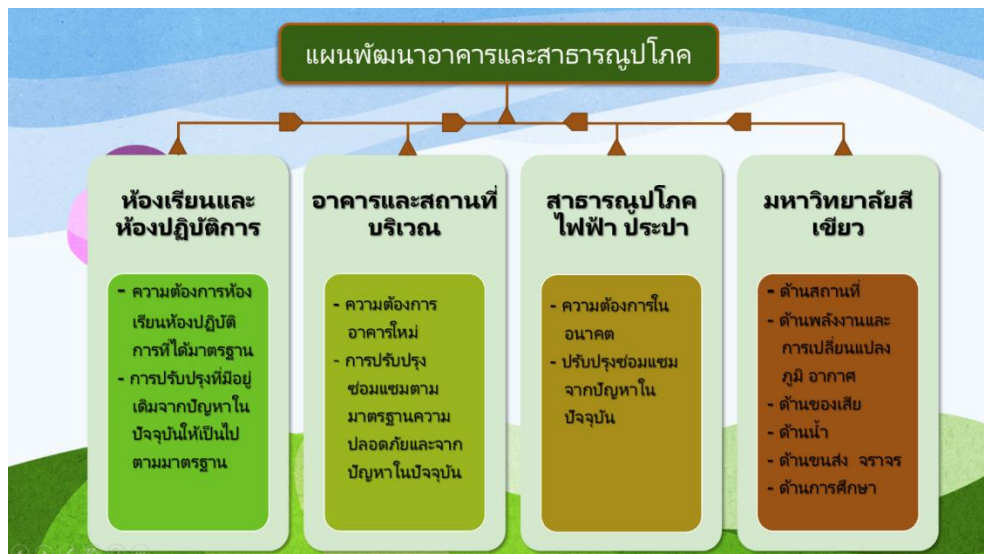 แผนพัฒนาอาคารและสาธารณูปโภค
ห้องเรียนและ
ห้องปฏิบัติการ
- ความต้องการห้อง
เรียนห้องปฏิบัติ
การที่ได้มาตรฐาน
- การปรับปรุงที่มีอยู่
เดิมจากปัญหาใน
ปัจจุบันให้เป็นไป
ตามมาตรฐาน
อาคารและสถานที่
บริเวณ
- ความต้องการ
อาคารใหม่
- การปรับปรุง
ซ่อมแซมตาม
มาตรฐานความ
ปลอดภัยและจาก
ปัญหาในปัจจุบัน
สาธารณูปโภค
ไฟฟ้า ประปา
- ความต้องการใน
อนาคต
- ปรับปรุงซ่อมแซม
จากปัญหาใน
ปัจจุบัน
มหาวิทยาลัยสี
เขียว
- ด้านสถานที่
- ด้านพลังงานและ
การเปลี่ยนแปลง
ภูมิ อากาศ
- ด้านของเสีย
- ด้านน้ำ
- ด้านขนส่ง จราจร
- ด้านการศึกษา